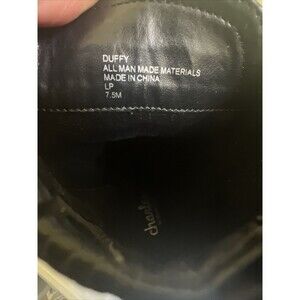 DUFFY
ALL MAN MADE MATERIALS
MADE IN CHINA
LP
7.5M